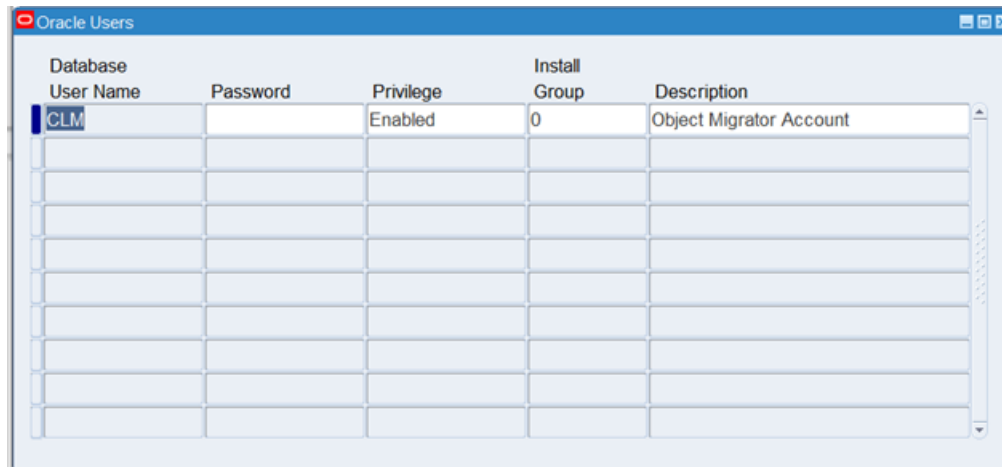 Oracle Users
Database Install
User Name Password Privilege Group Description
CLM Enabled 0 Object Migrator Account